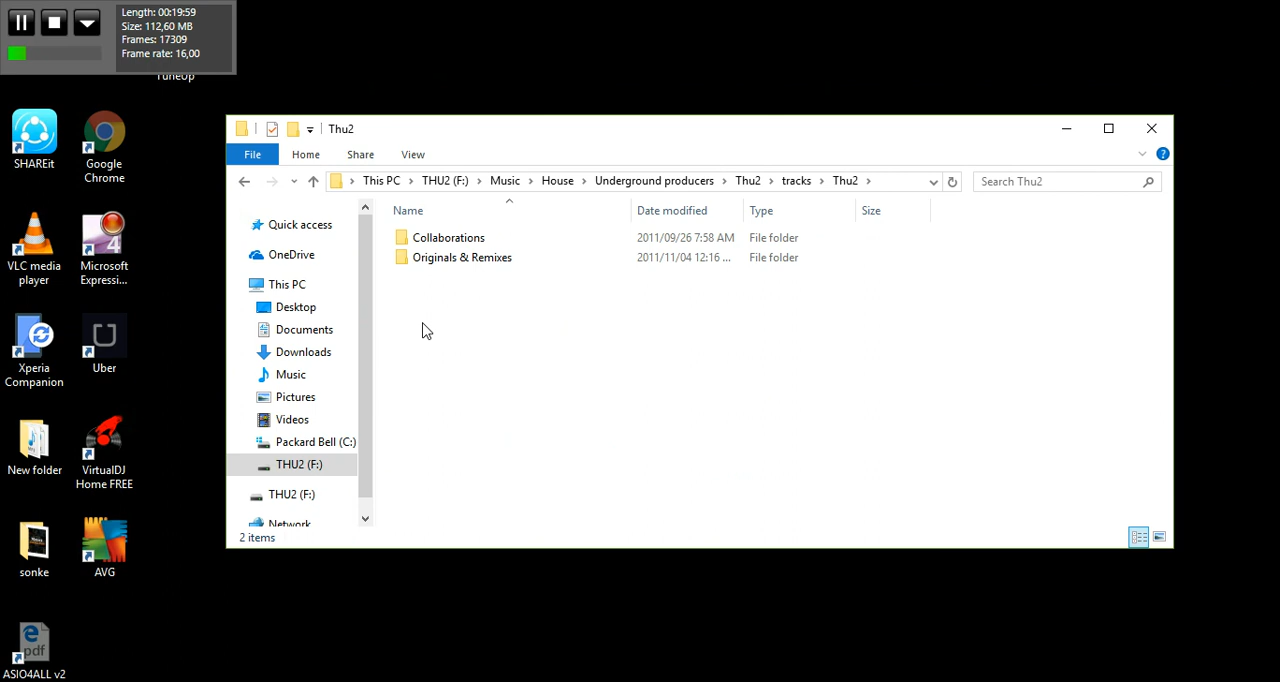 Length: 00:19:59
Size: 112,60 MB
Frames: 17309
Frame rate: 16,00
TuneUp
SHAREit
Google
Chrome
VLC media
player
Microsoft
Expressi...
Xperia
Companion
Uber
New folder
VirtualDJ
Home FREE
sonke
AVG
pdf
ASIO4ALL v2
Thu2
File
Home
Share
View
This PC
THU2 (F:)
Music
House
Underground producers
Thu2
tracks
Thu2
Search Thu2
Name
Date modified
Type
Size
Collaborations
2011/09/26 7:58 AM
File folder
Originals & Remixes
2011/11/04 12:16 ...
File folder
Quick access
OneDrive
This PC
Desktop
Documents
Downloads
Music
Pictures
Videos
Packard Bell (C:)
THU2 (F:)
THU2 (F:)
Network
2 items